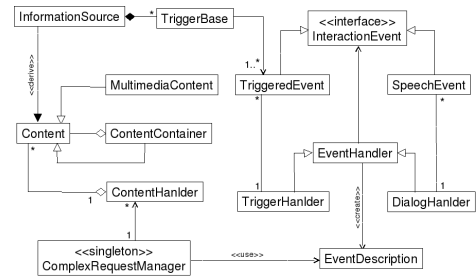 InformationSource
*
TriggerBase
<<interface>>
InteractionEvent
<<derive>>
1..*
MultimediaContent
TriggeredEvent
SpeechEvent
*
*
Content
ContentContainer
*
EventHandler
ContentHanlder
1
*
1
TriggerHanlder
1
DialogHanlder
<<create>>
1
<<singleton>>
ComplexRequestManager
<<use>>
EventDescription